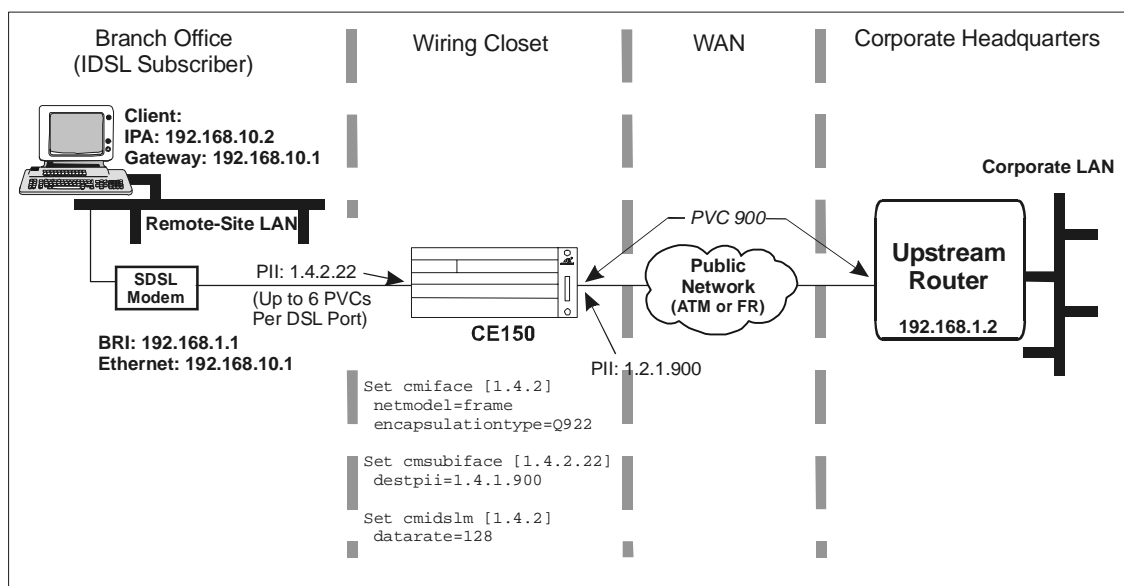 Branch Office
(IDSL Subscriber)
Wiring Closet
WAN
Corporate Headquarters
Client:
IPA: 192.168.10.2
Gateway: 192.168.10.1
Remote-Site LAN
SDSL
Modem
BRI: 192.168.1.1
Ethernet: 192.168.10.1
PII: 1.4.2.22
(Up to 6 PVCs
Per DSL Port)
CE150
PII: 1.2.1.900
PVC 900
Public
Network
(ATM or FR)
Corporate LAN
Upstream
Router
192.168.1.2
Set cmiface [1.4.2]
netmodel=frame
encapsulationtype=Q922
Set cmsubiface [1.4.2.22]
destpii=1.4.1.900
Set cmidslm [1.4.2]
datarate=128